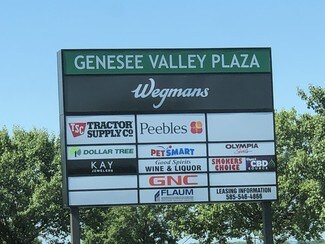 GENESEE VALLEY PLAZA
Wegmans
TSC TRACTOR SUPPLY CO
Peebles
DOLLAR TREE
PETSMART
OLYMPIA
KAY
JEWELERS
Good Spirits
WINE & LIQUOR
SMOKERS
CHOICE
CBD
GNC
FLAUM
LEASING INFORMATION
585-546-4866